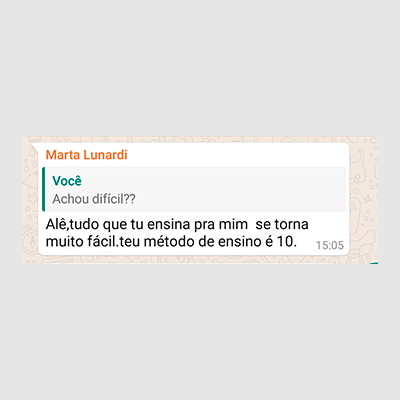 Marta Lunardi
Você
Achou difícil??
Alê,tudo que tu ensina pra mim se torna
muito fácil.teu método de ensino é 10.
15:05